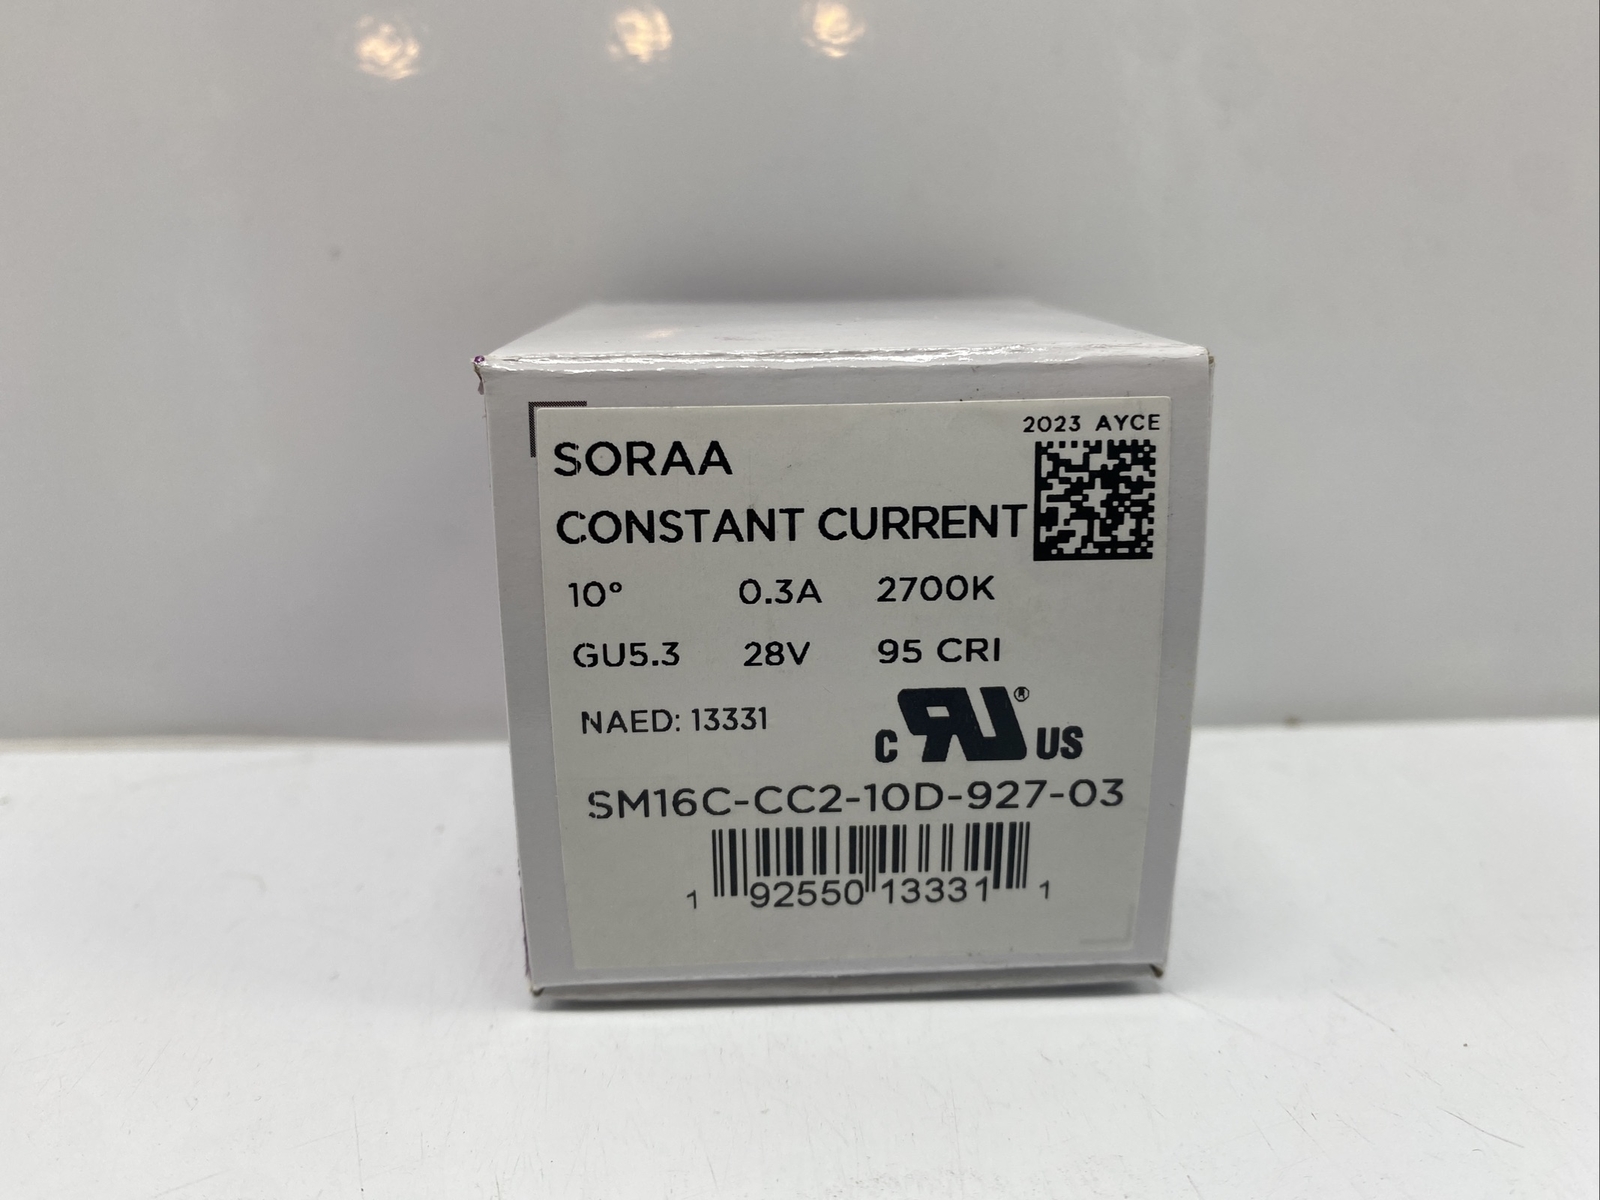 2023 AYCE
SORAA
CONSTANT CURRENT
10° 0.3A 2700K
GU5.3 28V 95 CRI
NAED: 13331
C RU® US
SM16C-CC2-10D-927-03
1 92550 13331 1